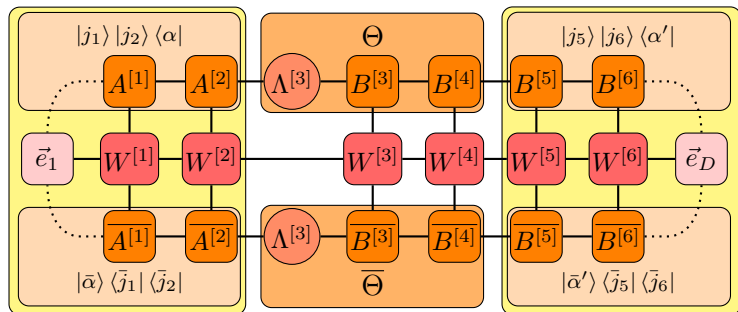 |j₁⟩ |j₂⟩ ⟨α| Θ |j₅⟩ |j₆⟩ ⟨α′|
A^[1] A^[2] Λ^[3] B^[3] B^[4] B^[5] B^[6]
e⃗₁ W^[1] W^[2] W^[3] W^[4] W^[5] W^[6] e⃗_D
A̅^[1] A̅^[2] Λ^[3] B̅^[3] B̅^[4] B̅^[5] B̅^[6]
|ᾱ⟩ ⟨j̄₁| ⟨j̄₂| Θ̅ |ᾱ′⟩ ⟨j̄₅| ⟨j̄₆|